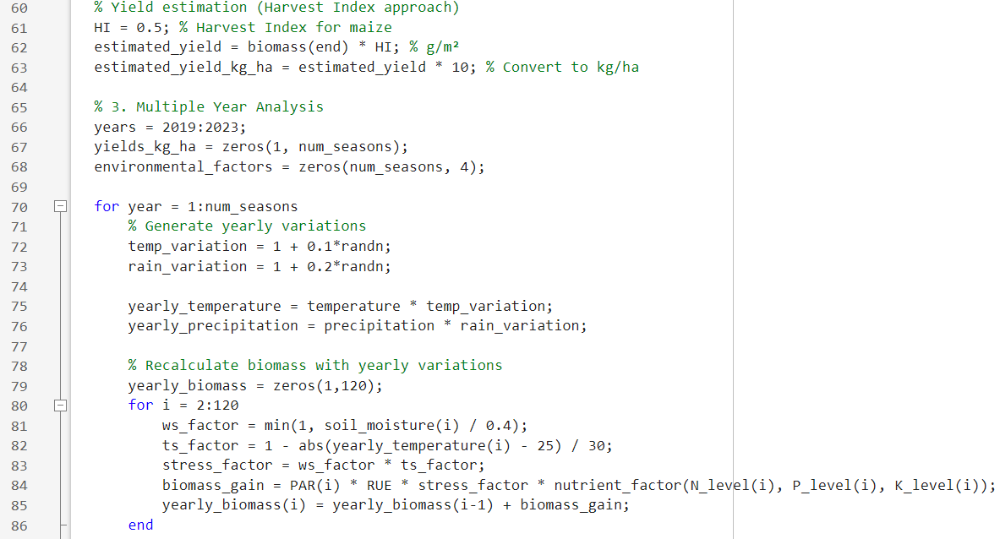 60 % Yield estimation (Harvest Index approach)
61 HI = 0.5; % Harvest Index for maize
62 estimated_yield = biomass(end) * HI; % g/m²
63 estimated_yield_kg_ha = estimated_yield * 10; % Convert to kg/ha
64
65 % 3. Multiple Year Analysis
66 years = 2019:2023;
67 yields_kg_ha = zeros(1, num_seasons);
68 environmental_factors = zeros(num_seasons, 4);
69
70 for year = 1:num_seasons
71     % Generate yearly variations
72     temp_variation = 1 + 0.1*randn;
73     rain_variation = 1 + 0.2*randn;
74
75     yearly_temperature = temperature * temp_variation;
76     yearly_precipitation = precipitation * rain_variation;
77
78     % Recalculate biomass with yearly variations
79     yearly_biomass = zeros(1,120);
80     for i = 2:120
81         ws_factor = min(1, soil_moisture(i) / 0.4);
82         ts_factor = 1 - abs(yearly_temperature(i) - 25) / 30;
83         stress_factor = ws_factor * ts_factor;
84         biomass_gain = PAR(i) * RUE * stress_factor * nutrient_factor(N_level(i), P_level(i), K_level(i));
85         yearly_biomass(i) = yearly_biomass(i-1) + biomass_gain;
86     end